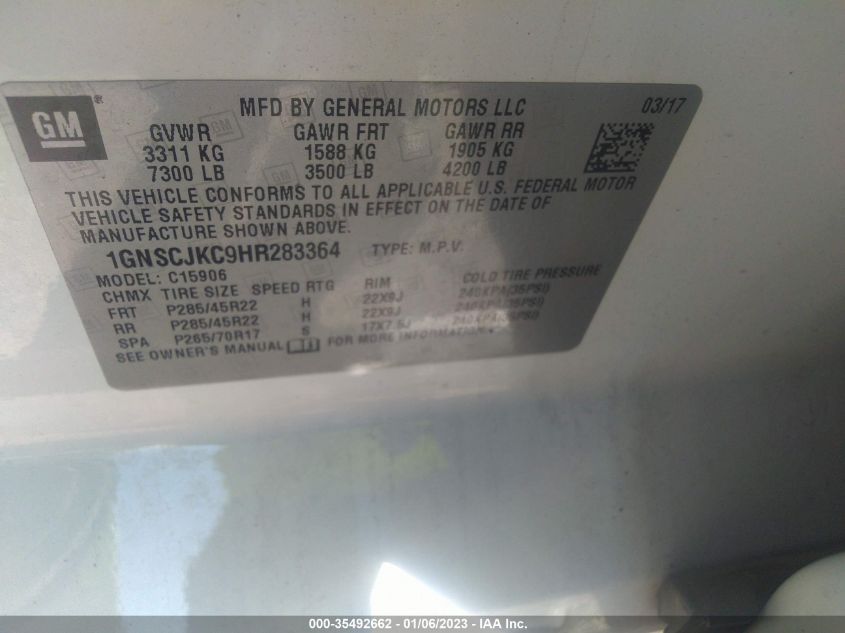 GM
®
MFD BY GENERAL MOTORS LLC 03/17
GVWR GAWR FRT GAWR RR
3311 KG 1588 KG 1905 KG
7300 LB 3500 LB 4200 LB
THIS VEHICLE CONFORMS TO ALL APPLICABLE U.S. FEDERAL MOTOR
VEHICLE SAFETY STANDARDS IN EFFECT ON THE DATE OF
MANUFACTURE SHOWN ABOVE.
1GNSCJKC9HR283364 TYPE: M.P.V.
MODEL: C15906
CHMX TIRE SIZE SPEED RTG RIM COLD TIRE PRESSURE
FRT P285/45R22 H 22X9J 240KPA(35PSI)
RR P285/45R22 H 22X9J 240KPA(35PSI)
SPA P265/70R17 S 17X7.5J 240KPA(35PSI)
SEE OWNER'S MANUAL FOR MORE INFORMATION.
000-35492662 - 01/06/2023 - IAA Inc.